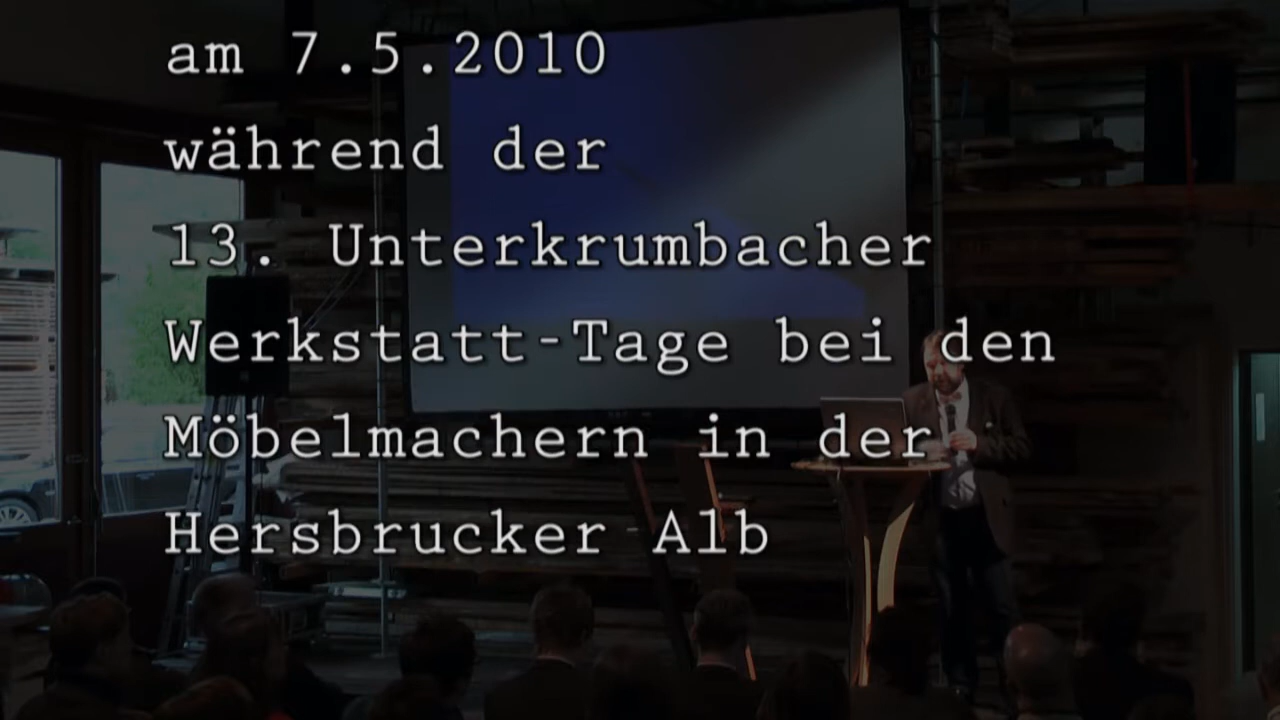 am 7.5.2010
während der
13. Unterkrumbacher
Werkstatt-Tage bei den
Möbelmachern in der
Hersbrucker Alb